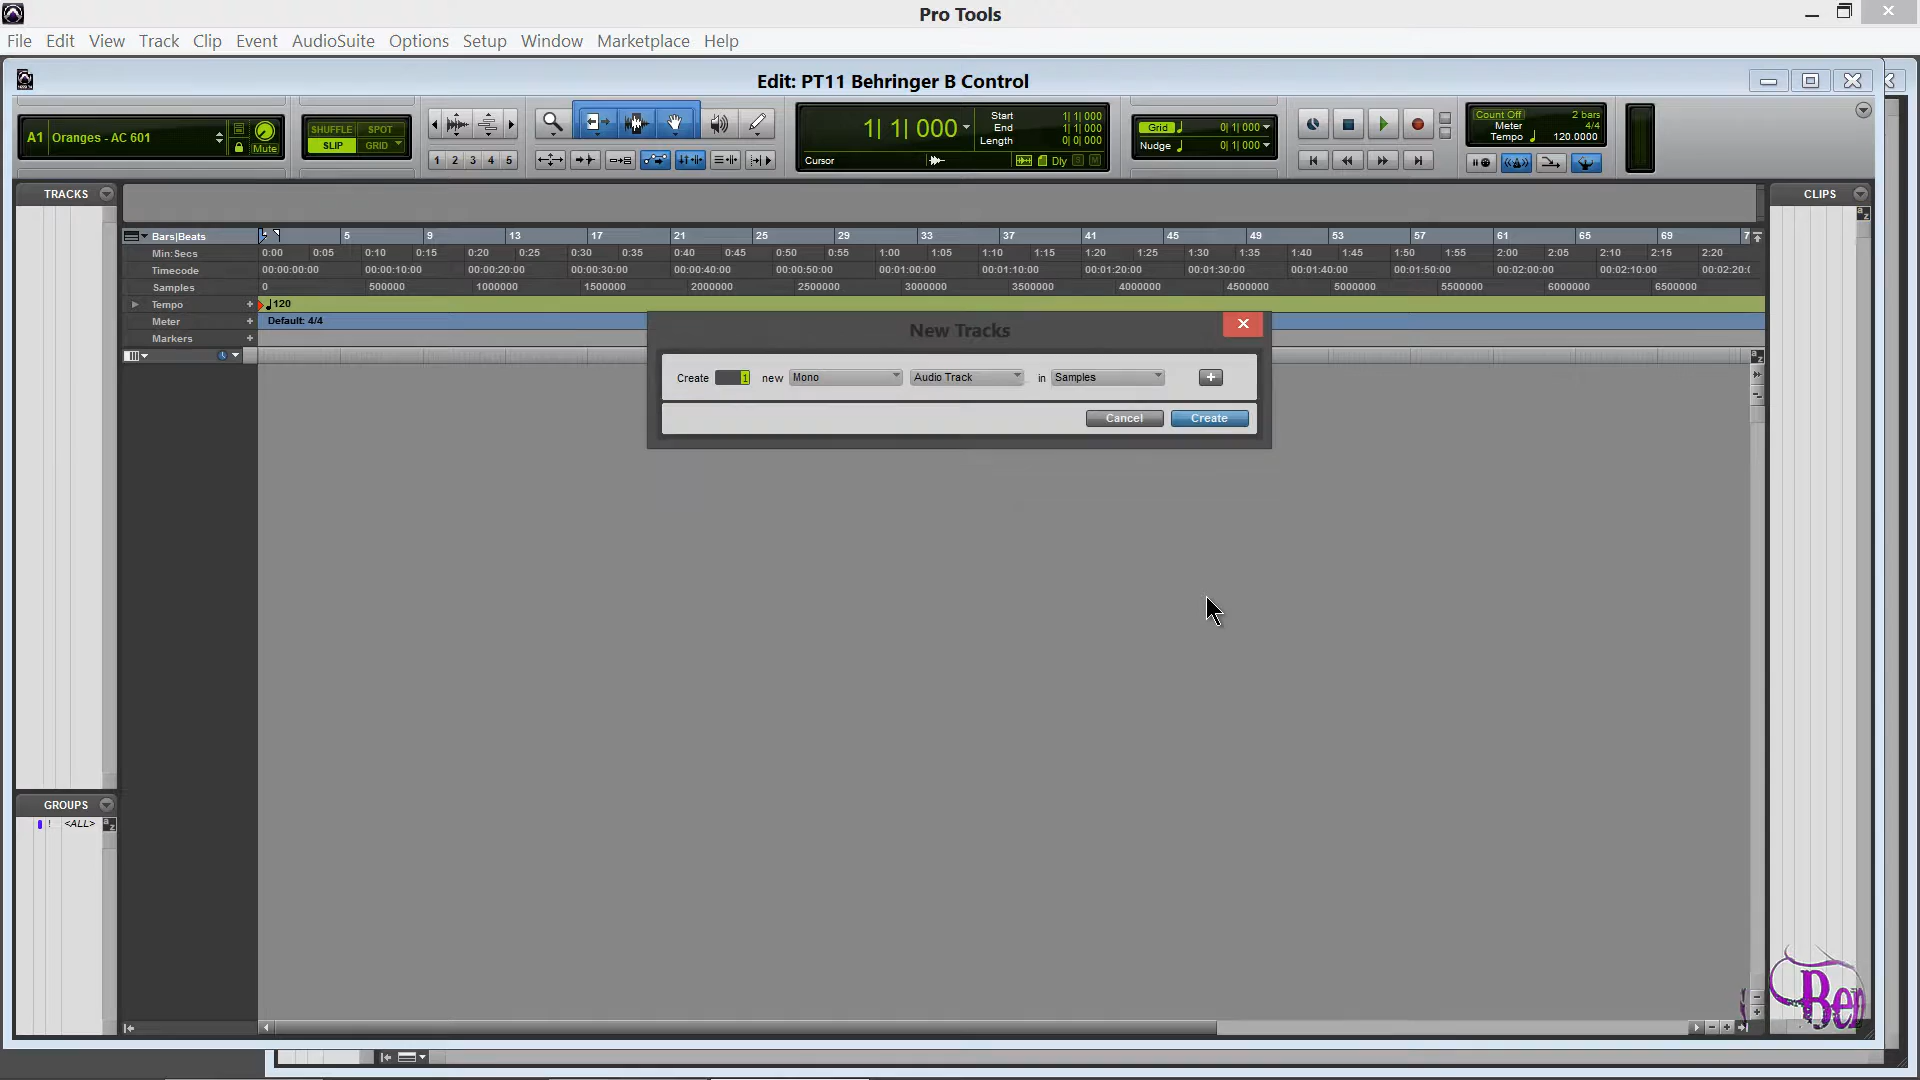 Pro Tools
File Edit View Track Clip Event AudioSuite Options Setup Window Marketplace Help
Edit: PT11 Behringer B Control
A1 Oranges - AC 601
Mute
SHUFFLE SPOT
SLIP GRID
1 2 3 4 5
1| 1| 000
Start 1| 1| 000
End 1| 1| 000
Length 0| 0| 000
Cursor
Dly S M
Grid 0| 1| 000
Nudge 0| 1| 000
Count Off 2 bars
Meter 4/4
Tempo 120.0000
TRACKS
CLIPS
Bars|Beats 5 9 13 17 21 25 29 33 37 41 45 49 53 57 61 65 69 7
Min:Secs 0:00 0:05 0:10 0:15 0:20 0:25 0:30 0:35 0:40 0:45 0:50 0:55 1:00 1:05 1:10 1:15 1:20 1:25 1:30 1:35 1:40 1:45 1:50 1:55 2:00 2:05 2:10 2:15 2:20
Timecode 00:00:00:00 00:00:10:00 00:00:20:00 00:00:30:00 00:00:40:00 00:00:50:00 00:01:00:00 00:01:10:00 00:01:20:00 00:01:30:00 00:01:40:00 00:01:50:00 00:02:00:00 00:02:10:00 00:02:20:0
Samples 0 500000 1000000 1500000 2000000 2500000 3000000 3500000 4000000 4500000 5000000 5500000 6000000 6500000
Tempo + 120
Meter + Default: 4/4
Markers +
New Tracks
Create 1 new Mono Audio Track in Samples +
Cancel Create
GROUPS
! <ALL>
a z
Ben